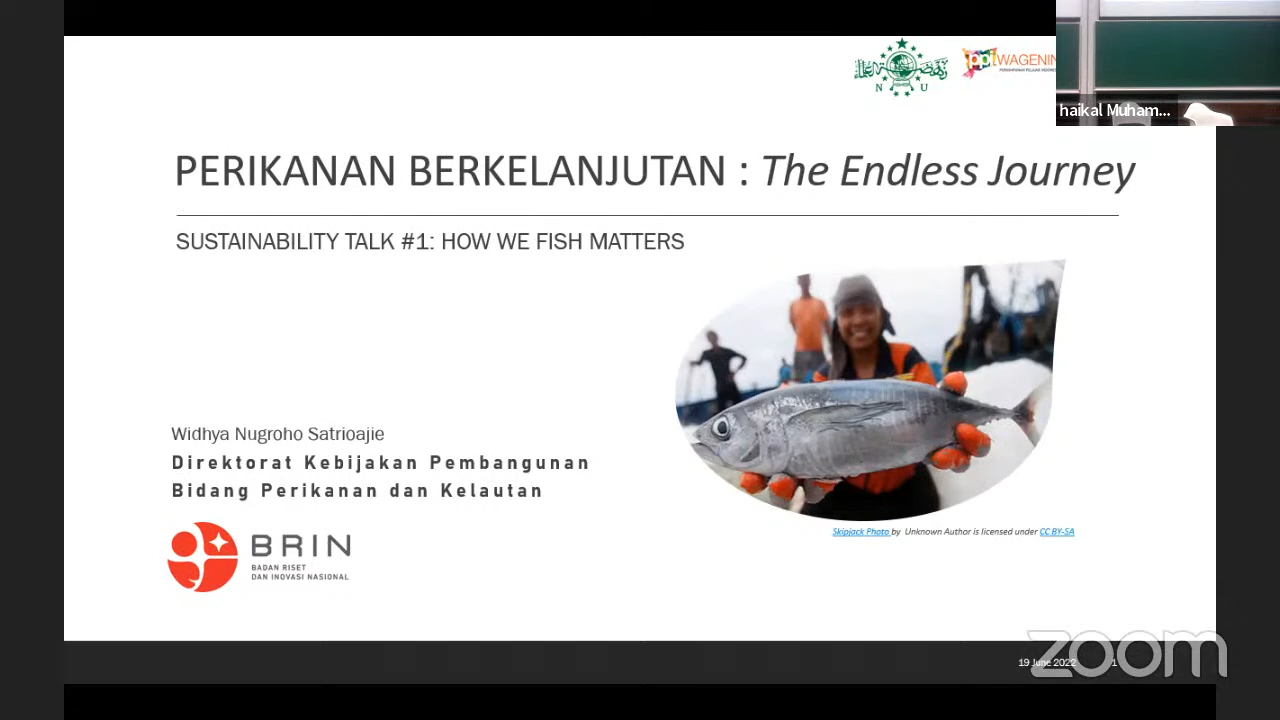 N U
ppi WAGENIN
haikal Muham...
PERIKANAN BERKELANJUTAN : The Endless Journey
SUSTAINABILITY TALK #1: HOW WE FISH MATTERS
Widhya Nugroho Satrioajie
Direktorat Kebijakan Pembangunan
Bidang Perikanan dan Kelautan
Skipjack Photo by Unknown Author is licensed under CC BY-SA
BRIN
BADAN RISET
DAN INOVASI NASIONAL
19 June 2022 1
zoom